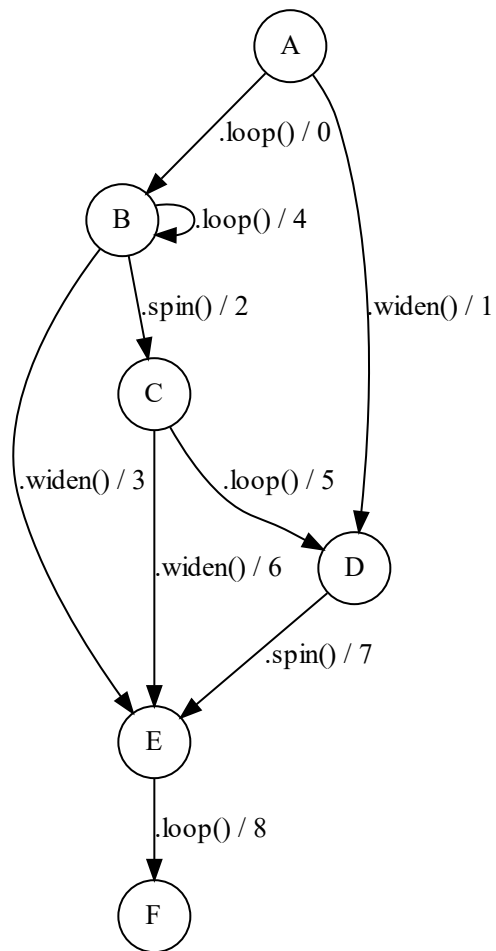 A
.loop() / 0
B
.loop() / 4
.spin() / 2
.widen() / 1
C
.widen() / 3
.loop() / 5
.widen() / 6
D
.spin() / 7
E
.loop() / 8
F